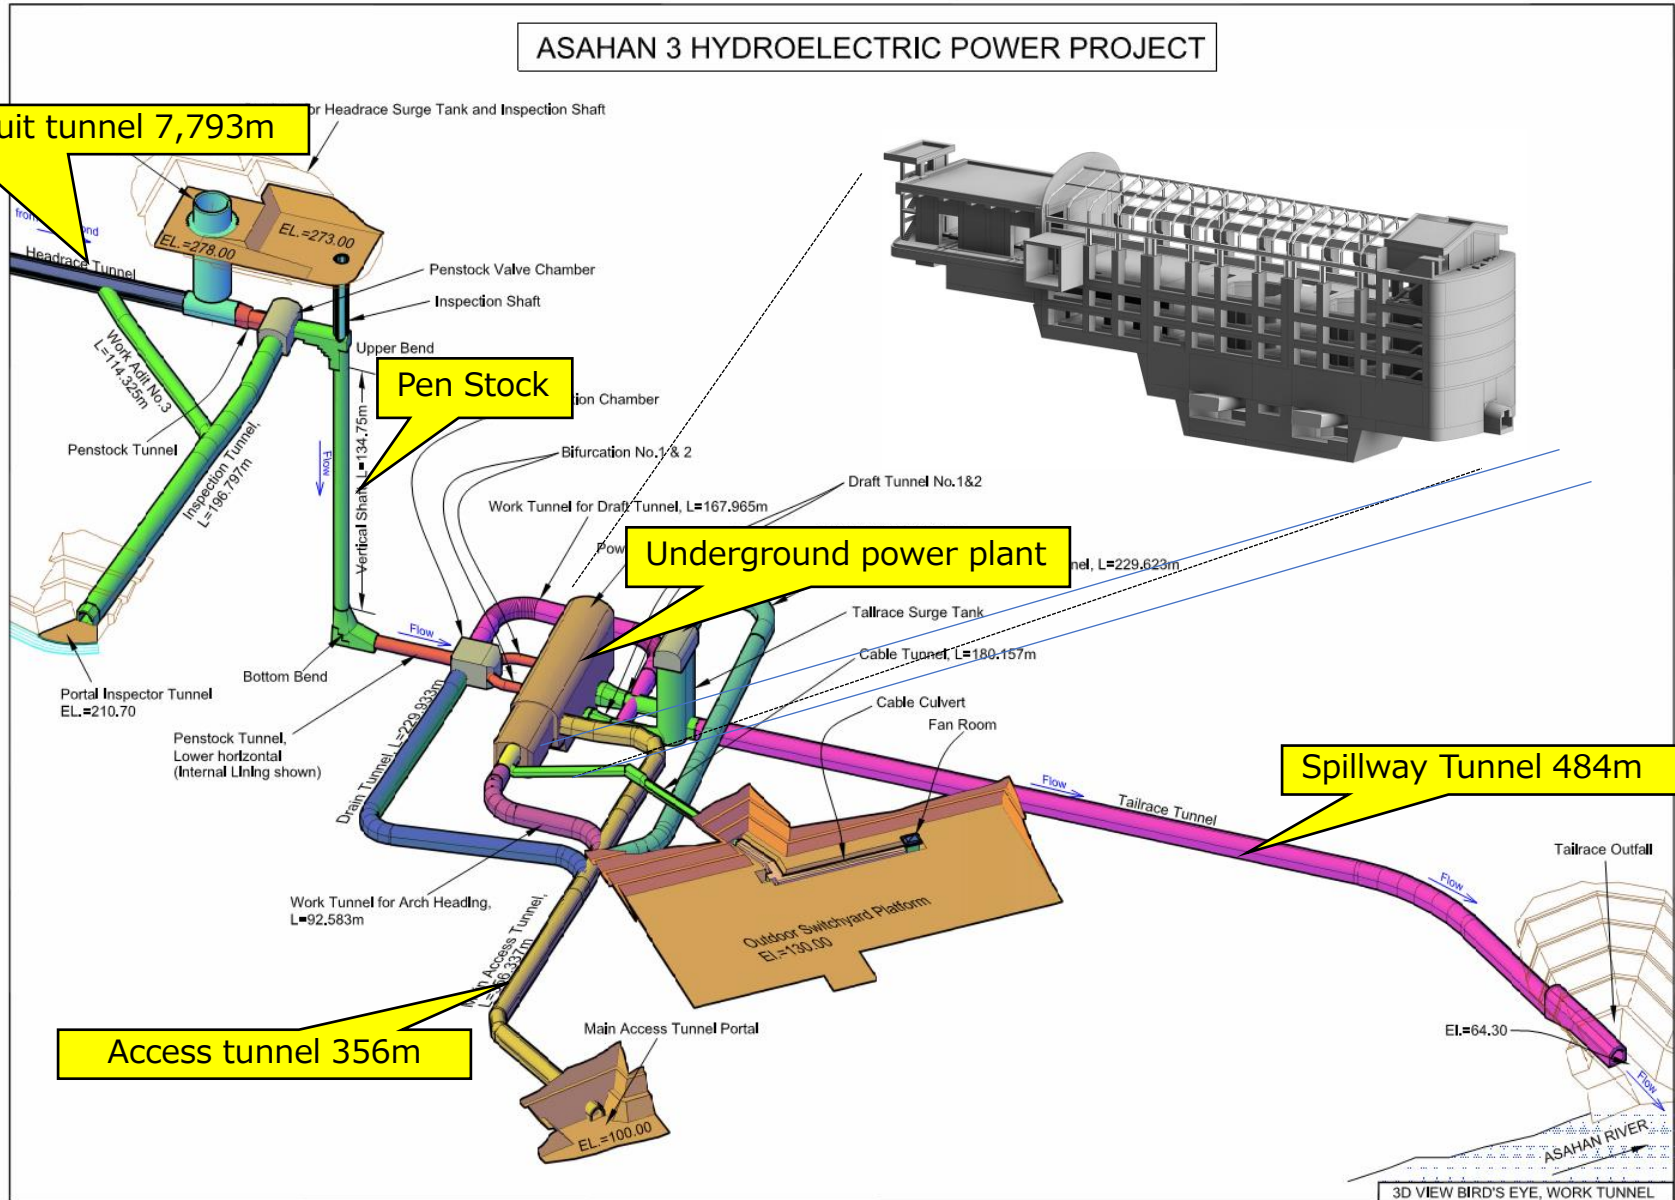 ASAHAN 3 HYDROELECTRIC POWER PROJECT
or Headrace Surge Tank and Inspection Shaft
uit tunnel 7,793m
EL.=278.00
EL.=273.00
Headrace Tunnel
Penstock Valve Chamber
Inspection Shaft
Work Adit No.3
L=114.325m
Upper Bend
Pen Stock
ion Chamber
Penstock Tunnel
Inspection Tunnel,
L=196.797m
Flow
Vertical Shaft, L=134.75m
Bifurcation No.1 & 2
Draft Tunnel No.1&2
Work Tunnel for Draft Tunnel, L=167.965m
Underground power plant
nel, L=229.623m
Tailrace Surge Tank
Flow
Cable Tunnel, L=180.157m
Bottom Bend
Portal Inspector Tunnel
EL.=210.70
Cable Culvert
Fan Room
Penstock Tunnel,
Lower horizontal
(Internal Lining shown)
Drain Tunnel, L=229.933m
Spillway Tunnel 484m
Flow
Tailrace Tunnel
Tailrace Outfall
Flow
Work Tunnel for Arch Heading,
L=92.583m
Outdoor Switchyard Platform
El.=130.00
Access Tunnel,
Access tunnel 356m
Main Access Tunnel Portal
EL.=100.00
El.=64.30
Flow
ASAHAN RIVER
3D VIEW BIRD'S EYE, WORK TUNNEL